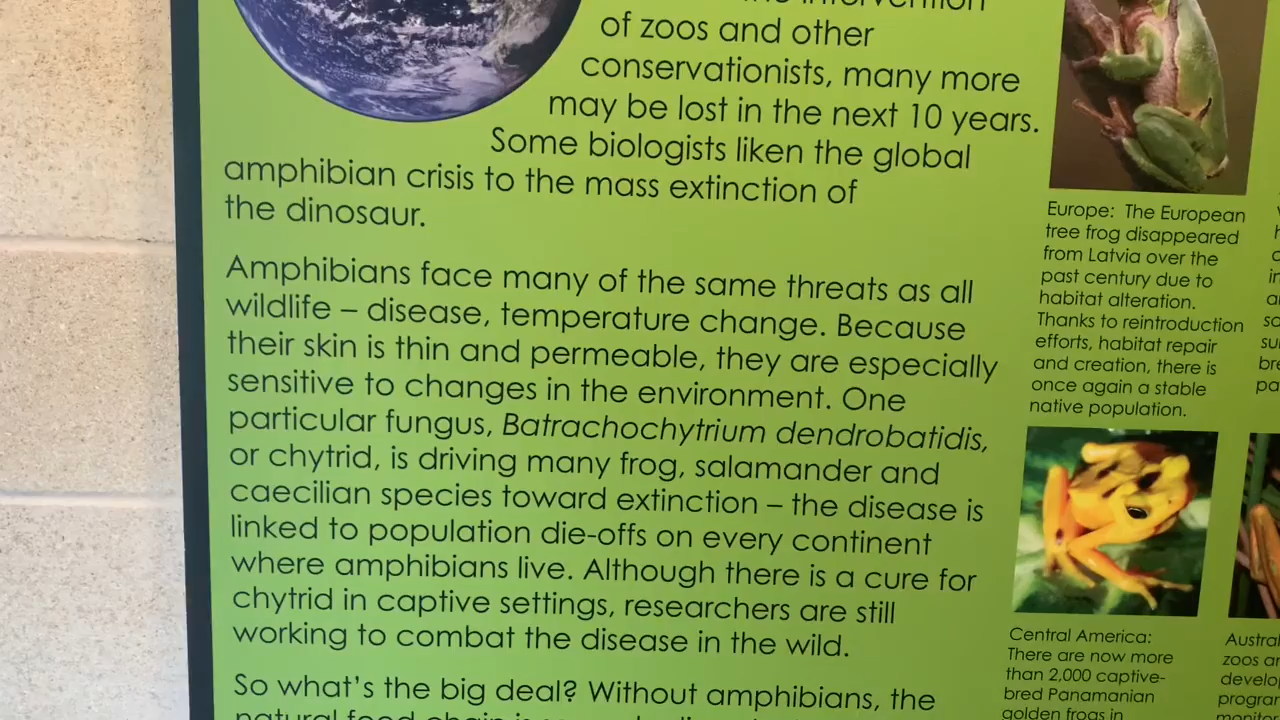 intervention
of zoos and other
conservationists, many more
may be lost in the next 10 years.
Some biologists liken the global
amphibian crisis to the mass extinction of
the dinosaur.
Amphibians face many of the same threats as all
wildlife – disease, temperature change. Because
their skin is thin and permeable, they are especially
sensitive to changes in the environment. One
particular fungus, Batrachochytrium dendrobatidis,
or chytrid, is driving many frog, salamander and
caecilian species toward extinction – the disease is
linked to population die-offs on every continent
where amphibians live. Although there is a cure for
chytrid in captive settings, researchers are still
working to combat the disease in the wild.
So what's the big deal? Without amphibians, the
natural food chain is
Europe: The European
tree frog disappeared
from Latvia over the
past century due to
habitat alteration.
Thanks to reintroduction
efforts, habitat repair
and creation, there is
once again a stable
native population.
Central America:
There are now more
than 2,000 captive-
bred Panamanian
golden frogs in